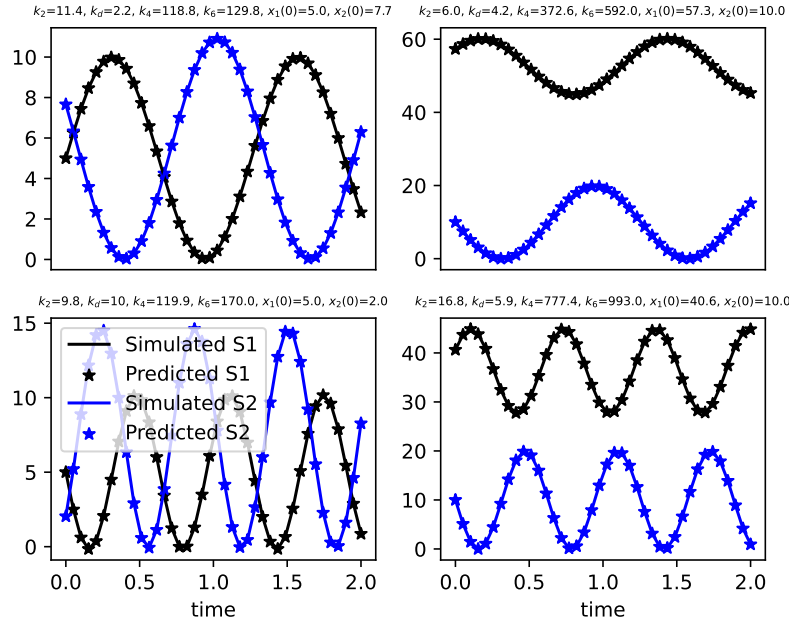 k₂=11.4, k_d=2.2, k₄=118.8, k₆=129.8, x₁(0)=5.0, x₂(0)=7.7
k₂=6.0, k_d=4.2, k₄=372.6, k₆=592.0, x₁(0)=57.3, x₂(0)=10.0
10
8
6
4
2
0
60
40
20
0
k₂=9.8, k_d=10, k₄=119.9, k₆=170.0, x₁(0)=5.0, x₂(0)=2.0
k₂=16.8, k_d=5.9, k₄=777.4, k₆=993.0, x₁(0)=40.6, x₂(0)=10.0
15
10
5
0
Simulated S1
Predicted S1
Simulated S2
Predicted S2
0.0 0.5 1.0 1.5 2.0
time
40
30
20
10
0
0.0 0.5 1.0 1.5 2.0
time